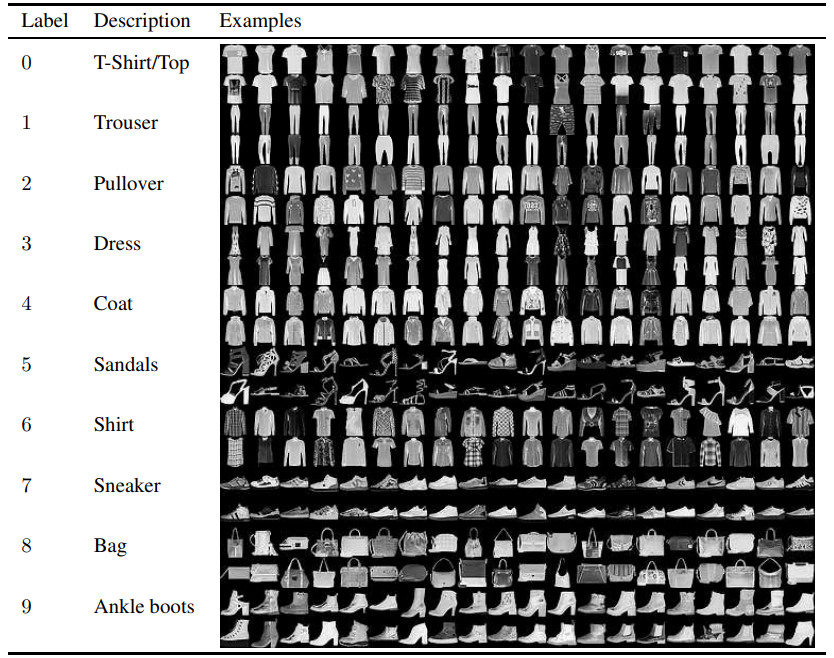 Label Description Examples
0 T-Shirt/Top
1 Trouser
2 Pullover
3 Dress
4 Coat
5 Sandals
6 Shirt
7 Sneaker
8 Bag
9 Ankle boots